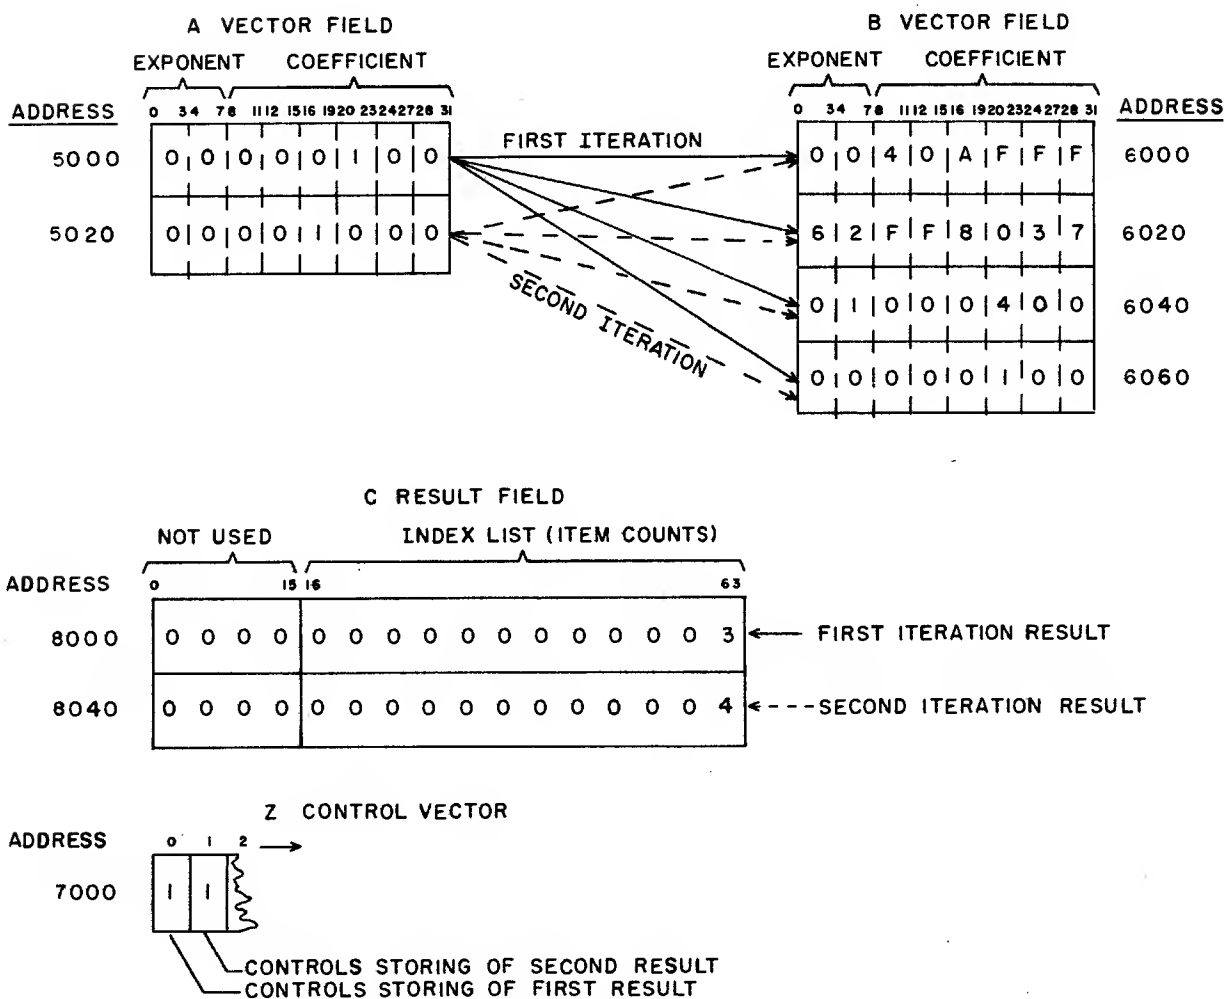 A VECTOR FIELD
B VECTOR FIELD
EXPONENT COEFFICIENT
EXPONENT COEFFICIENT
ADDRESS 0 3 4 7 8 11 12 15 16 19 20 23 24 27 28 31
0 3 4 7 8 11 12 15 16 19 20 23 24 27 28 31 ADDRESS
5000 0 0 0 0 0 1 0 0
FIRST ITERATION
0 0 4 0 A F F F 6000
5020 0 0 0 0 1 0 0 0
6 2 F F 8 0 3 7 6020
SECOND ITERATION
0 1 0 0 0 4 0 0 6040
0 0 0 0 0 1 0 0 6060
C RESULT FIELD
NOT USED INDEX LIST (ITEM COUNTS)
ADDRESS 0 15 16 63
8000 0 0 0 0 0 0 0 0 0 0 0 0 0 0 0 3 FIRST ITERATION RESULT
8040 0 0 0 0 0 0 0 0 0 0 0 0 0 0 0 4 SECOND ITERATION RESULT
Z CONTROL VECTOR
ADDRESS 0 1 2
7000 1 1
CONTROLS STORING OF SECOND RESULT
CONTROLS STORING OF FIRST RESULT